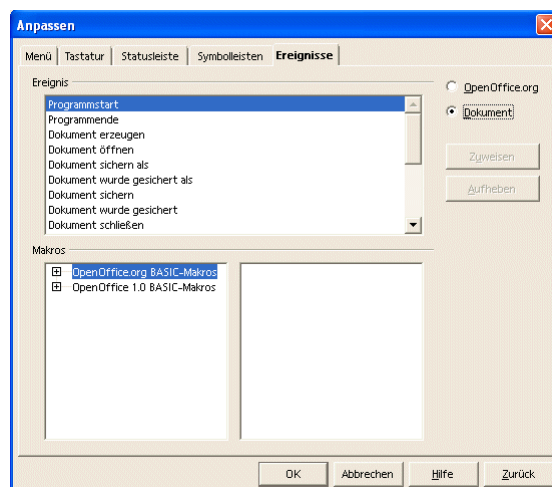 Anpassen
Menü Tastatur Statusleiste Symbolleisten Ereignisse
Ereignis
Programmstart
Programmende
Dokument erzeugen
Dokument öffnen
Dokument sichern als
Dokument wurde gesichert als
Dokument sichern
Dokument wurde gesichert
Dokument schließen
OpenOffice.org
Dokument
Zuweisen
Aufheben
Makros
OpenOffice.org BASIC-Makros
OpenOffice 1.0 BASIC-Makros
OK Abbrechen Hilfe Zurück